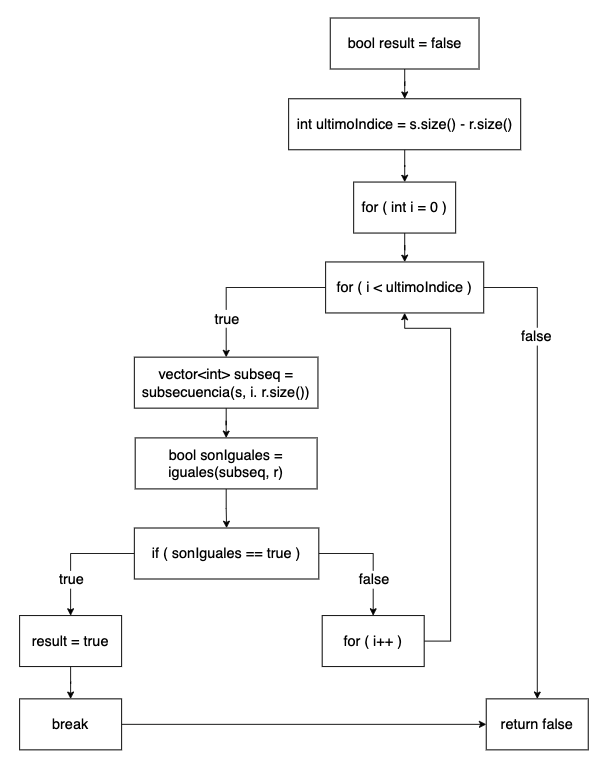 bool result = false
int ultimoIndice = s.size() - r.size()
for ( int i = 0 )
for ( i < ultimoIndice )
true
false
vector<int> subseq =
subsecuencia(s, i. r.size())
bool sonIguales =
iguales(subseq, r)
if ( sonIguales == true )
true
false
result = true
for ( i++ )
break
return false